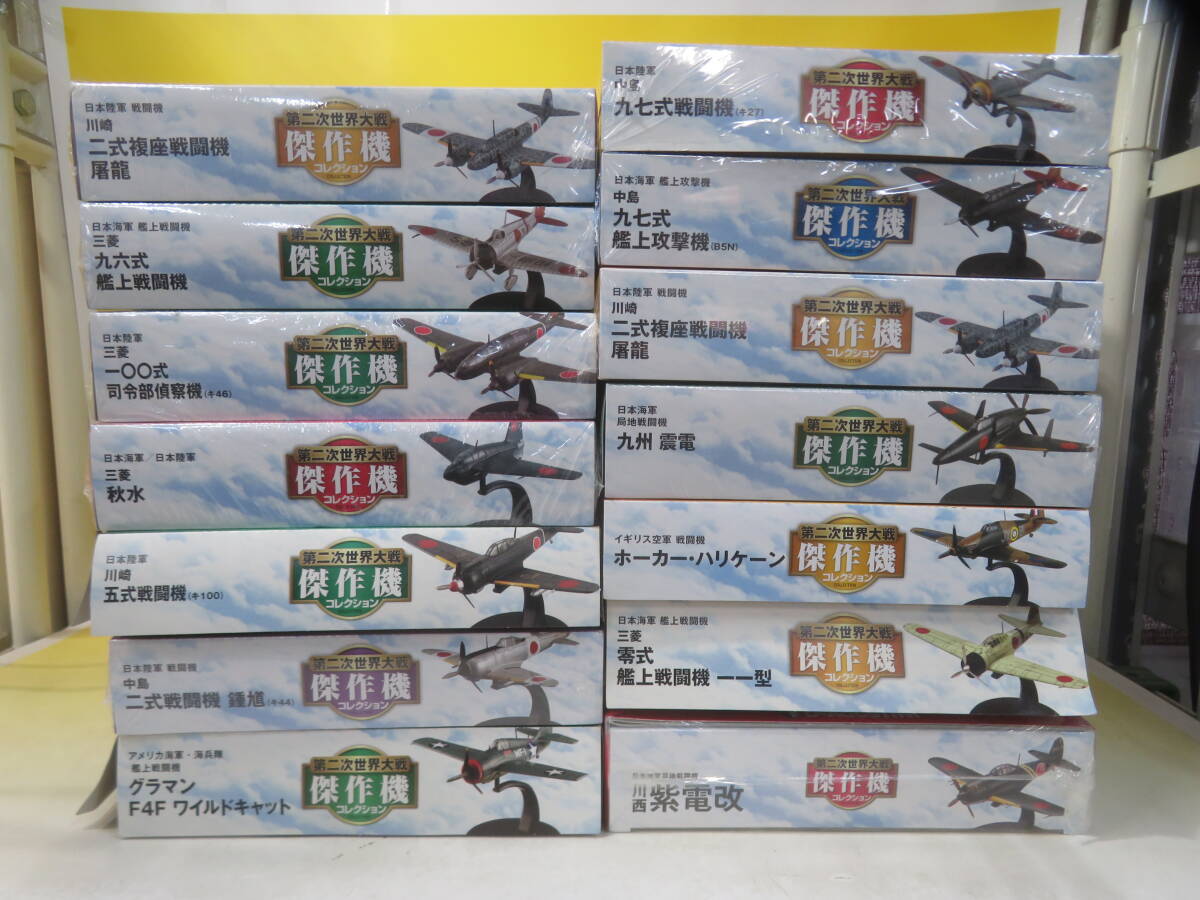 日本陸軍 戦闘機
川崎
二式複座戦闘機
屠龍
第二次世界大戦
傑作機
コレクション
COLLECTION
日本海軍 艦上戦闘機
三菱
九六式
艦上戦闘機
第二次世界大戦
傑作機
コレクション
日本陸軍
三菱
一〇〇式
司令部偵察機(キ46)
第二次世界大戦
傑作機
コレクション
日本海軍/日本陸軍
三菱
秋水
第二次世界大戦
傑作機
コレクション
日本陸軍
川崎
五式戦闘機(キ100)
第二次世界大戦
傑作機
コレクション
日本陸軍 戦闘機
中島
二式戦闘機 鍾馗(キ44)
第二次世界大戦
傑作機
コレクション
アメリカ海軍・海兵隊
艦上戦闘機
グラマン
F4F ワイルドキャット
第二次世界大戦
傑作機
コレクション
日本陸軍
中島
九七式戦闘機(キ27)
第二次世界大戦
傑作機
コレクション
日本海軍 艦上攻撃機
中島
九七式
艦上攻撃機(B5N)
第二次世界大戦
傑作機
コレクション
日本陸軍 戦闘機
川崎
二式複座戦闘機
屠龍
第二次世界大戦
傑作機
コレクション
COLLECTION
日本海軍
局地戦闘機
九州 震電
第二次世界大戦
傑作機
コレクション
イギリス空軍 戦闘機
ホーカー・ハリケーン
第二次世界大戦
傑作機
コレクション
COLLECTION
日本海軍 艦上戦闘機
三菱
零式
艦上戦闘機 一一型
第二次世界大戦
傑作機
コレクション
COLLECTION
日本海軍局地戦闘機
川西 紫電改
第二次世界大戦
傑作機
コレクション